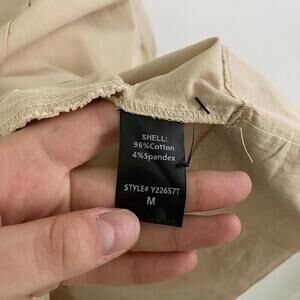 SHELL:
96%Cotton
4%Spandex
STYLE# Y22657T
M